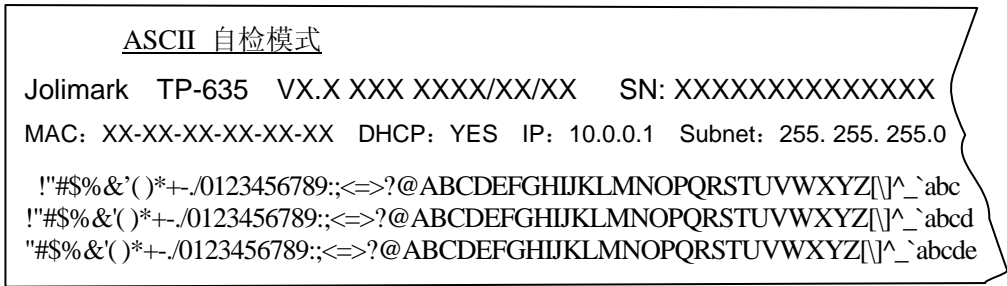 ASCII 自检模式
Jolimark TP-635 VX.X XXX XXXX/XX/XX SN: XXXXXXXXXXXXXX
MAC：XX-XX-XX-XX-XX-XX DHCP：YES IP：10.0.0.1 Subnet：255. 255. 255.0
!"#$%&'( )*+-./0123456789:;<=>?@ABCDEFGHIJKLMNOPQRSTUVWXYZ[\]^_`abc
!"#$%&'( )*+-./0123456789:;<=>?@ABCDEFGHIJKLMNOPQRSTUVWXYZ[\]^_`abcd
"#$%&'( )*+-./0123456789:;<=>?@ABCDEFGHIJKLMNOPQRSTUVWXYZ[\]^_`abcde